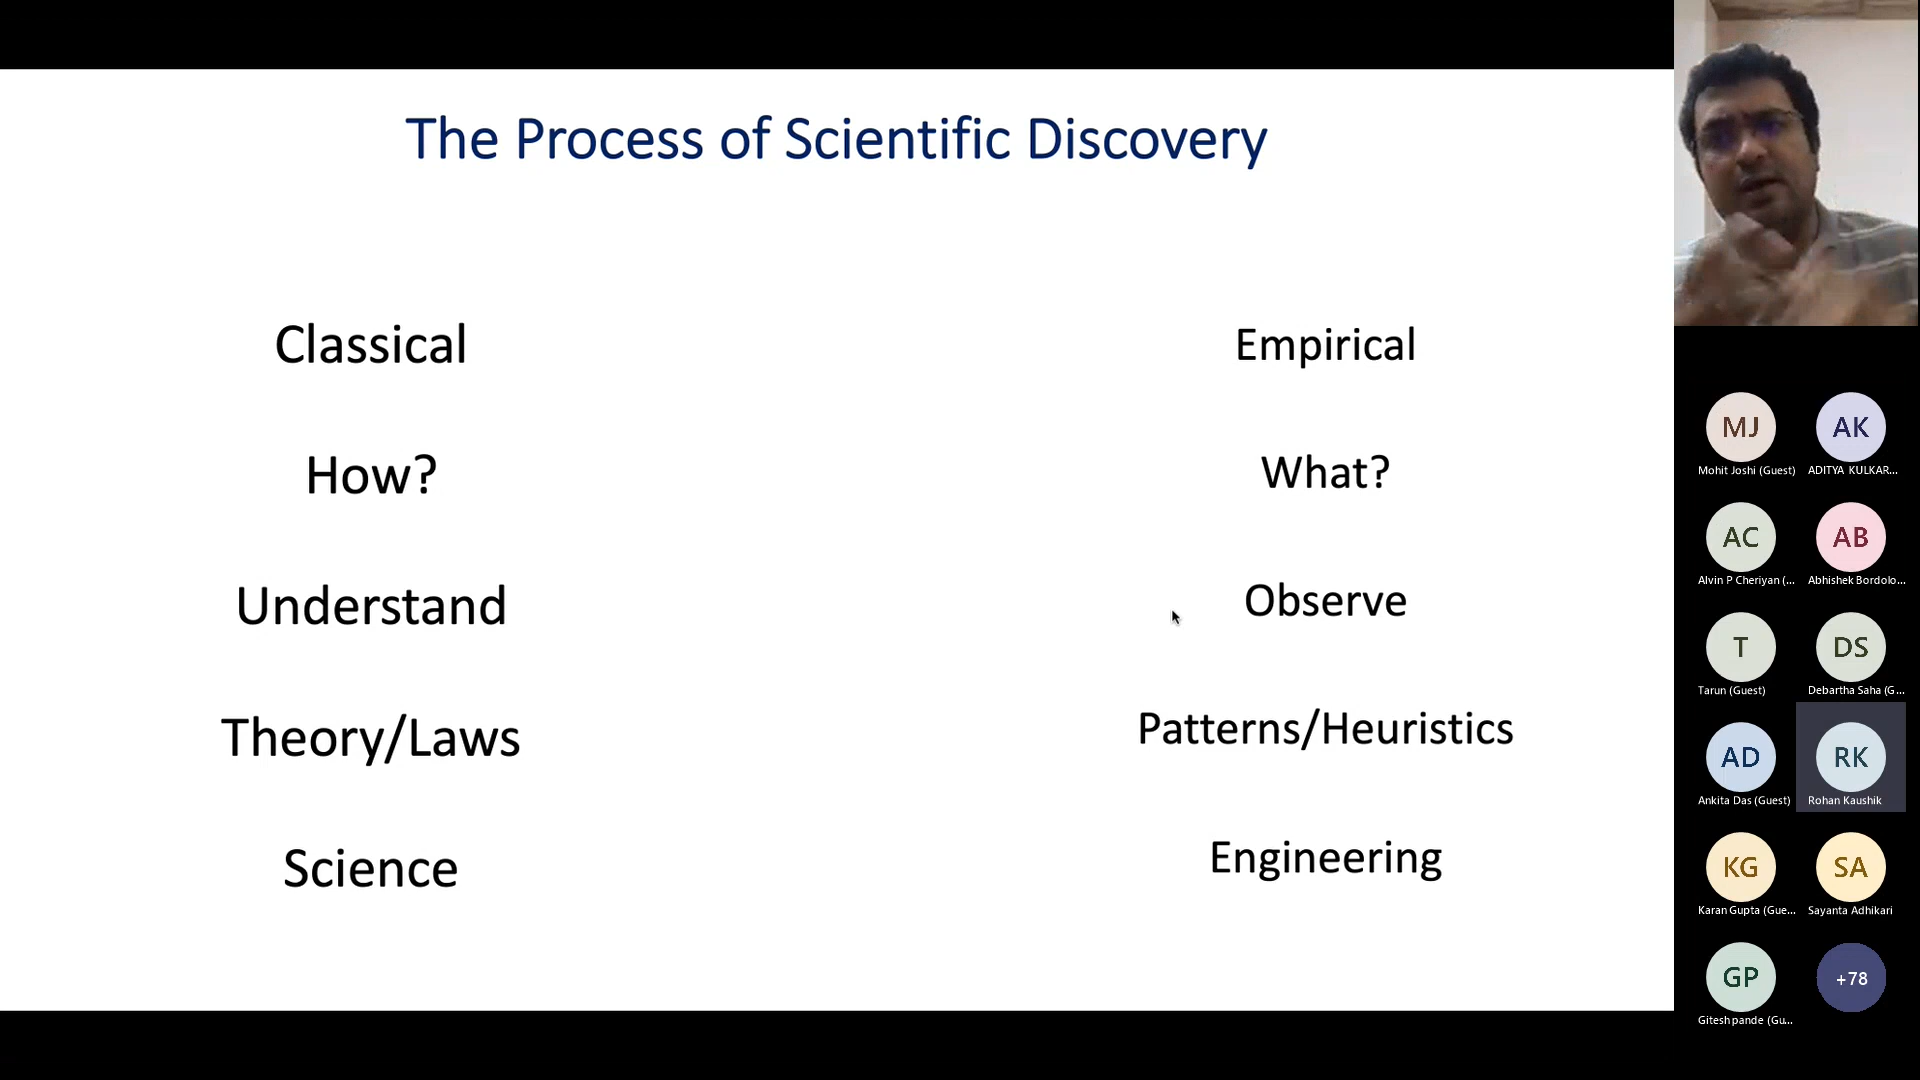 The Process of Scientific Discovery
Classical
Empirical
How?
What?
Understand
Observe
Theory/Laws
Patterns/Heuristics
Science
Engineering
MJ
AK
Mohit Joshi (Guest)
ADITYA KULKAR...
AC
AB
Alvin P Cheriyan (...
Abhishek Bordolo...
T
DS
Tarun (Guest)
Debartha Saha (G...
AD
RK
Ankita Das (Guest)
Rohan Kaushik
KG
SA
Karan Gupta (Gue...
Sayanta Adhikari
GP
+78
Gitesh pande (Gu...